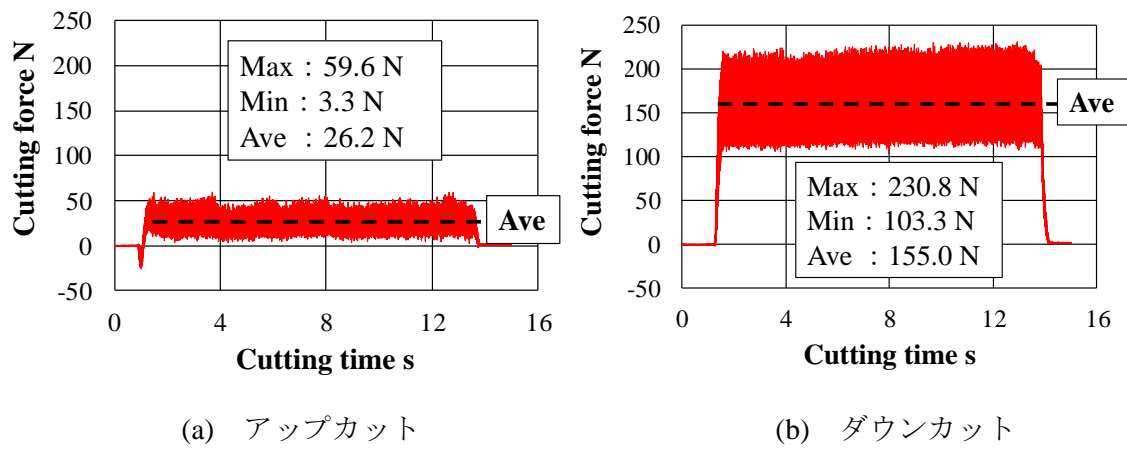 Cutting force N
250
200
150
100
50
0
-50
Max：59.6 N
Min：3.3 N
Ave：26.2 N
Ave
0 4 8 12 16
Cutting time s
(a) アップカット
Cutting force N
250
200
150
100
50
0
-50
Ave
Max：230.8 N
Min：103.3 N
Ave：155.0 N
0 4 8 12 16
Cutting time s
(b) ダウンカット